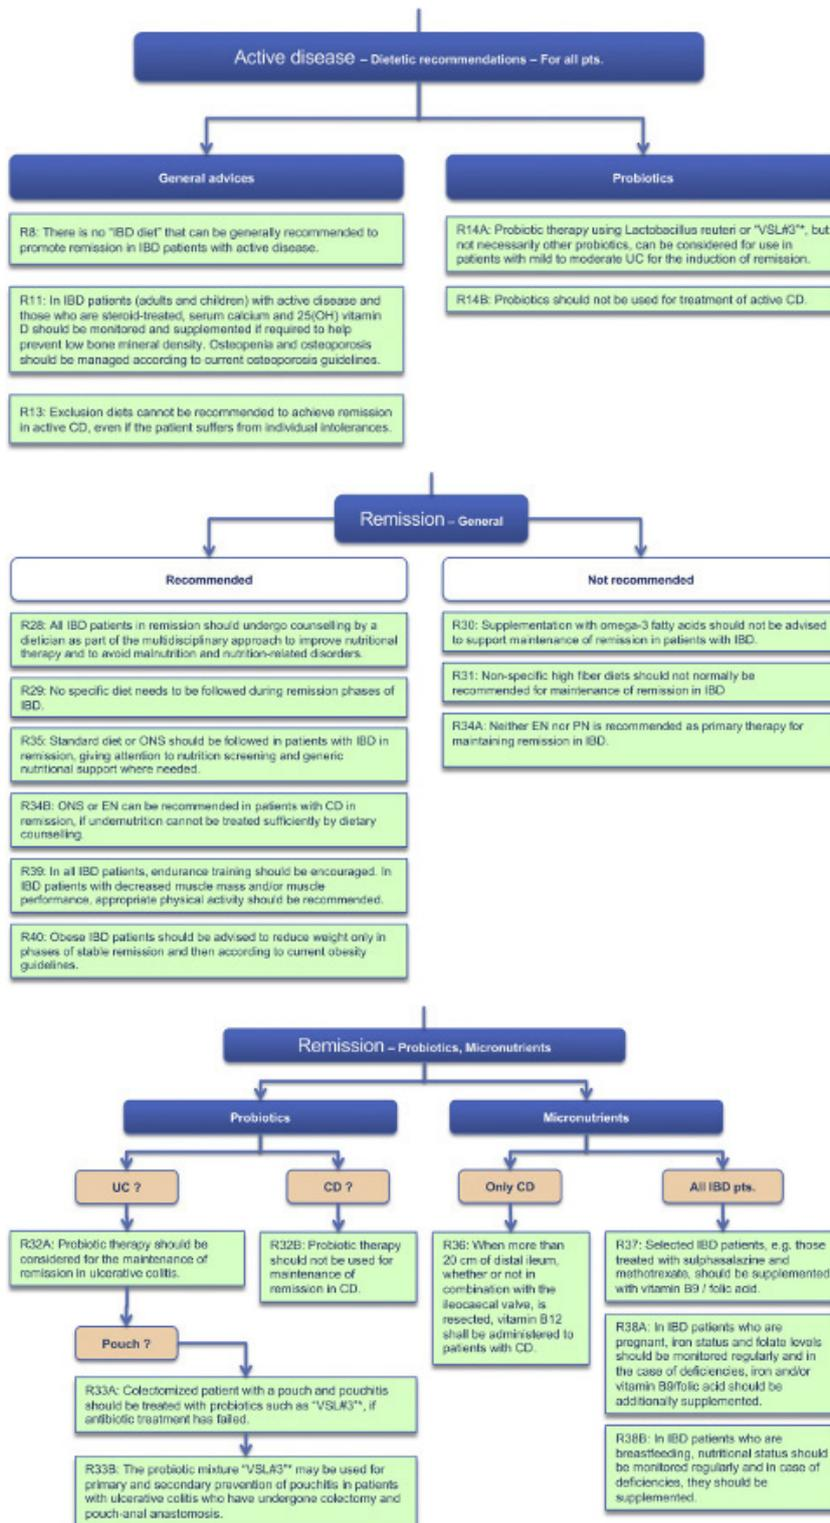 Active disease – Dietetic recommendations – For all pts.
General advices
R8: There is no "IBD diet" that can be generally recommended to
promote remission in IBD patients with active disease.
R11: In IBD patients (adults and children) with active disease and
those who are steroid-treated, serum calcium and 25(OH) vitamin
D should be monitored and supplemented if required to help
prevent low bone mineral density. Osteopenia and osteoporosis
should be managed according to current osteoporosis guidelines.
R13: Exclusion diets cannot be recommended to achieve remission
in active CD, even if the patient suffers from individual intolerances.
Probiotics
R14A: Probiotic therapy using Lactobacillus reuteri or "VSL#3"*, but
not necessarily other probiotics, can be considered for use in
patients with mild to moderate UC for the induction of remission.
R14B: Probiotics should not be used for treatment of active CD.
Remission – General
Recommended
R28: All IBD patients in remission should undergo counselling by a
dietician as part of the multidisciplinary approach to improve nutritional
therapy and to avoid malnutrition and nutrition-related disorders.
R29: No specific diet needs to be followed during remission phases of
IBD.
R35: Standard diet or ONS should be followed in patients with IBD in
remission, giving attention to nutrition screening and generic
nutritional support where needed.
R34B: ONS or EN can be recommended in patients with CD in
remission, if undernutrition cannot be treated sufficiently by dietary
counselling.
R39: In all IBD patients, endurance training should be encouraged. In
IBD patients with decreased muscle mass and/or muscle
performance, appropriate physical activity should be recommended.
R40: Obese IBD patients should be advised to reduce weight only in
phases of stable remission and then according to current obesity
guidelines.
Not recommended
R30: Supplementation with omega-3 fatty acids should not be advised
to support maintenance of remission in patients with IBD.
R31: Non-specific high fiber diets should not normally be
recommended for maintenance of remission in IBD
R34A: Neither EN nor PN is recommended as primary therapy for
maintaining remission in IBD.
Remission – Probiotics, Micronutrients
Probiotics
UC ?
R32A: Probiotic therapy should be
considered for the maintenance of
remission in ulcerative colitis.
CD ?
R32B: Probiotic therapy
should not be used for
maintenance of
remission in CD.
Pouch ?
R33A: Colectomized patient with a pouch and pouchitis
should be treated with probiotics such as "VSL#3"*, if
antibiotic treatment has failed.
R33B: The probiotic mixture "VSL#3"* may be used for
primary and secondary prevention of pouchitis in patients
with ulcerative colitis who have undergone colectomy and
pouch-anal anastomosis.
Micronutrients
Only CD
R36: When more than
20 cm of distal ileum,
whether or not in
combination with the
ileocaecal valve, is
resected, vitamin B12
shall be administered to
patients with CD.
All IBD pts.
R37: Selected IBD patients, e.g. those
treated with sulphasalazine and
methotrexate, should be supplemented
with vitamin B9 / folic acid.
R38A: In IBD patients who are
pregnant, iron status and folate levels
should be monitored regularly and in
the case of deficiencies, iron and/or
vitamin B9/folic acid should be
additionally supplemented.
R38B: In IBD patients who are
breastfeeding, nutritional status should
be monitored regularly and in case of
deficiencies, they should be
supplemented.